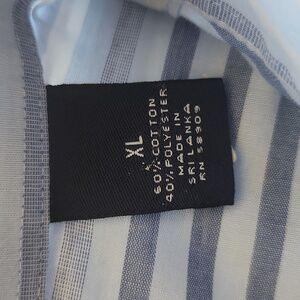 XL
60% COTTON
40% POLYESTER
MADE IN
SRI LANKA
RN 58909